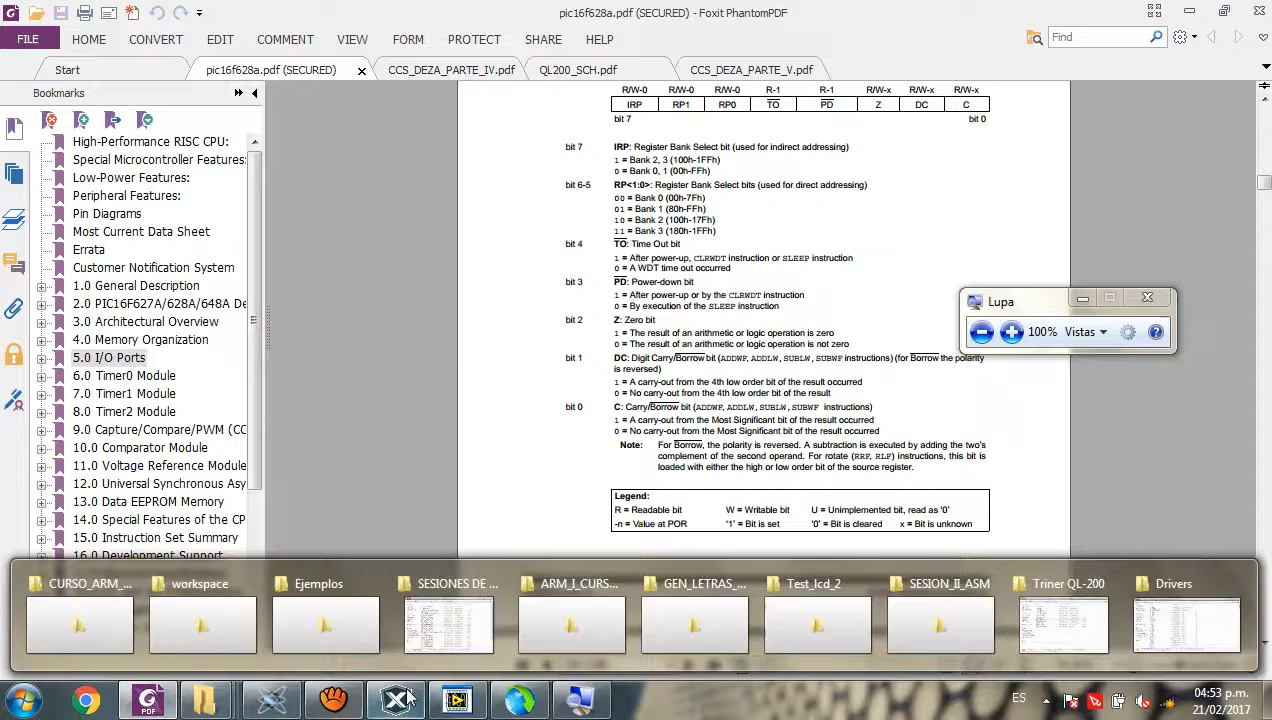 pic16f628a.pdf (SECURED) - Foxit PhantomPDF
FILE HOME CONVERT EDIT COMMENT VIEW FORM PROTECT SHARE HELP
Find
Start pic16f628a.pdf (SECURED) CCS_DEZA_PARTE_IV.pdf QL200_SCH.pdf CCS_DEZA_PARTE_V.pdf
Bookmarks
High-Performance RISC CPU:
Special Microcontroller Features:
Low-Power Features:
Peripheral Features:
Pin Diagrams
Most Current Data Sheet
Errata
Customer Notification System
1.0 General Description
2.0 PIC16F627A/628A/648A De
3.0 Architectural Overview
4.0 Memory Organization
5.0 I/O Ports
6.0 Timer0 Module
7.0 Timer1 Module
8.0 Timer2 Module
9.0 Capture/Compare/PWM (CC
10.0 Comparator Module
11.0 Voltage Reference Module
12.0 Universal Synchronous Asy
13.0 Data EEPROM Memory
14.0 Special Features of the CP
15.0 Instruction Set Summary
16.0 Development Support
R/W-0 R/W-0 R/W-0 R-1 R-1 R/W-x R/W-x R/W-x
IRP RP1 RP0 TO PD Z DC C
bit 7 bit 0
bit 7 IRP: Register Bank Select bit (used for indirect addressing)
1 = Bank 2, 3 (100h-1FFh)
0 = Bank 0, 1 (00h-FFh)
bit 6-5 RP<1:0>: Register Bank Select bits (used for direct addressing)
00 = Bank 0 (00h-7Fh)
01 = Bank 1 (80h-FFh)
10 = Bank 2 (100h-17Fh)
11 = Bank 3 (180h-1FFh)
bit 4 TO: Time Out bit
1 = After power-up, CLRWDT instruction or SLEEP instruction
0 = A WDT time out occurred
bit 3 PD: Power-down bit
1 = After power-up or by the CLRWDT instruction
0 = By execution of the SLEEP instruction
bit 2 Z: Zero bit
1 = The result of an arithmetic or logic operation is zero
0 = The result of an arithmetic or logic operation is not zero
bit 1 DC: Digit Carry/Borrow bit (ADDWF, ADDLW, SUBLW, SUBWF instructions) (for Borrow the polarity
is reversed)
1 = A carry-out from the 4th low order bit of the result occurred
0 = No carry-out from the 4th low order bit of the result
bit 0 C: Carry/Borrow bit (ADDWF, ADDLW, SUBLW, SUBWF instructions)
1 = A carry-out from the Most Significant bit of the result occurred
0 = No carry-out from the Most Significant bit of the result occurred
Note: For Borrow, the polarity is reversed. A subtraction is executed by adding the two's
complement of the second operand. For rotate (RRF, RLF) instructions, this bit is
loaded with either the high or low order bit of the source register.
Legend:
R = Readable bit W = Writable bit U = Unimplemented bit, read as '0'
-n = Value at POR '1' = Bit is set '0' = Bit is cleared x = Bit is unknown
Lupa
100% Vistas
CURSO_ARM_... workspace Ejemplos SESIONES DE ... ARM_I_CURS... GEN_LETRAS_... Test_lcd_2 SESION_II_ASM Triner QL-200 Drivers
PDF
ES 04:53 p.m.
21/02/2017